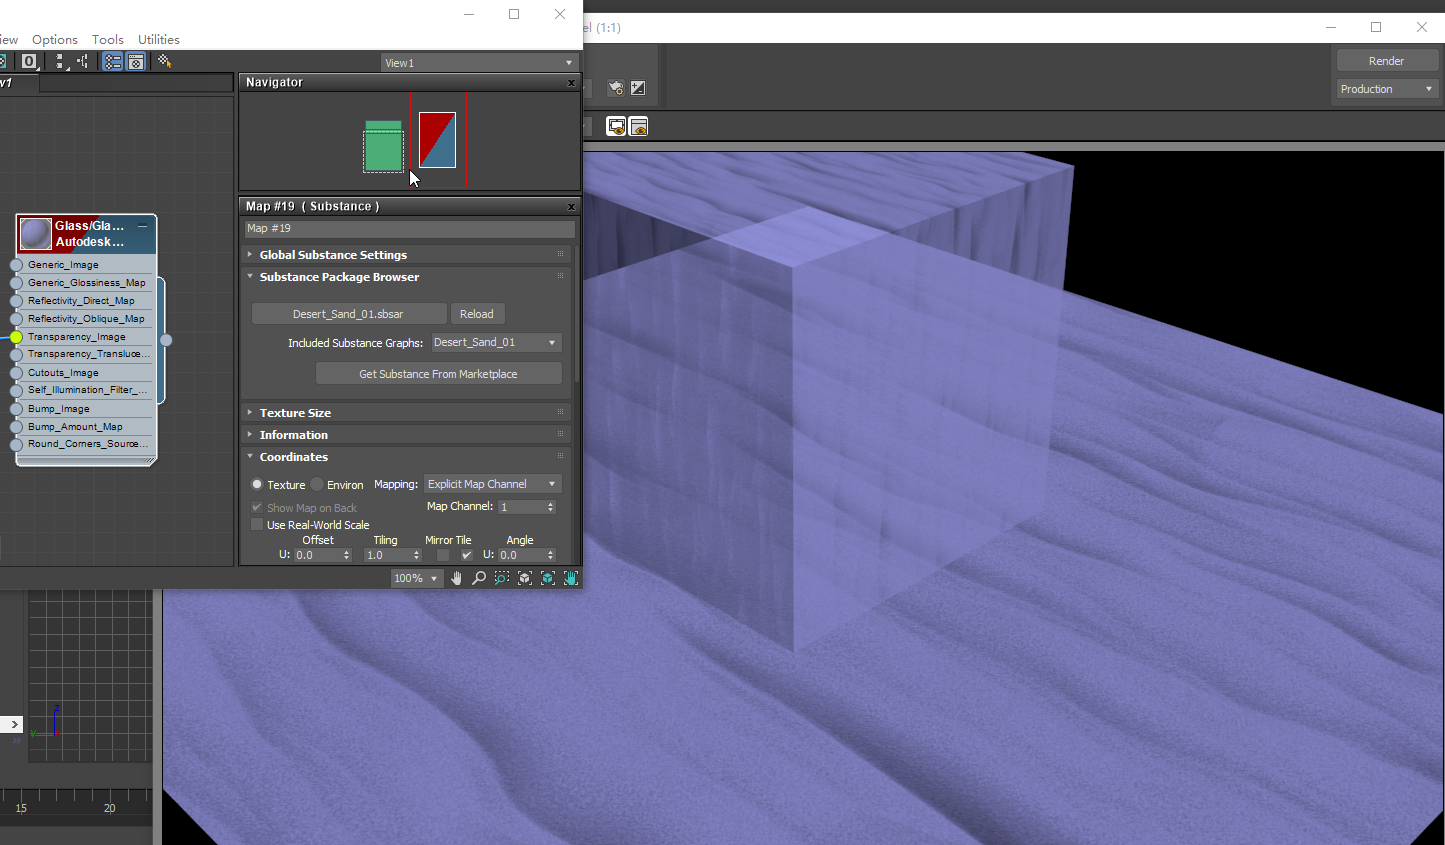 el (1:1)
iew Options Tools Utilities
View1
w1
Navigator
Render
Production
Map #19 ( Substance )
Map #19
Glass/Gla...
Autodesk...
Global Substance Settings
Substance Package Browser
Generic_Image
Generic_Glossiness_Map
Reflectivity_Direct_Map
Reflectivity_Oblique_Map
Transparency_Image
Transparency_Transluce...
Cutouts_Image
Self_Illumination_Filter_...
Bump_Image
Bump_Amount_Map
Round_Corners_Source...
Desert_Sand_01.sbsar Reload
Included Substance Graphs: Desert_Sand_01
Get Substance From Marketplace
Texture Size
Information
Coordinates
Texture Environ Mapping: Explicit Map Channel
Show Map on Back Map Channel: 1
Use Real-World Scale
Offset Tiling Mirror Tile Angle
U: 0.0 1.0 U: 0.0
100%
z
y
15 20